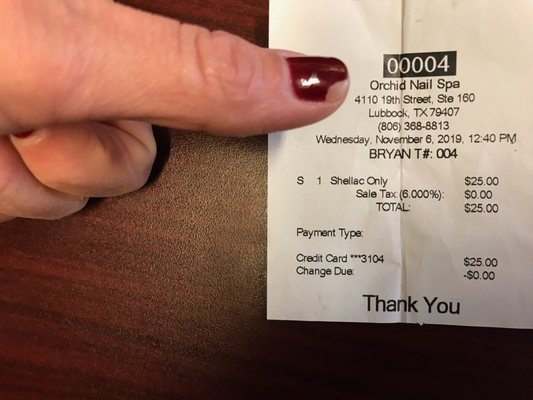 00004
Orchid Nail Spa
4110 19th Street, Ste 160
Lubbock, TX 79407
(806) 368-8813
Wednesday, November 6, 2019, 12:40 PM
BRYAN T#: 004
S 1 Shellac Only $25.00
Sale Tax (6.000%): $0.00
TOTAL: $25.00
Payment Type:
Credit Card ***3104 $25.00
Change Due: -$0.00
Thank You